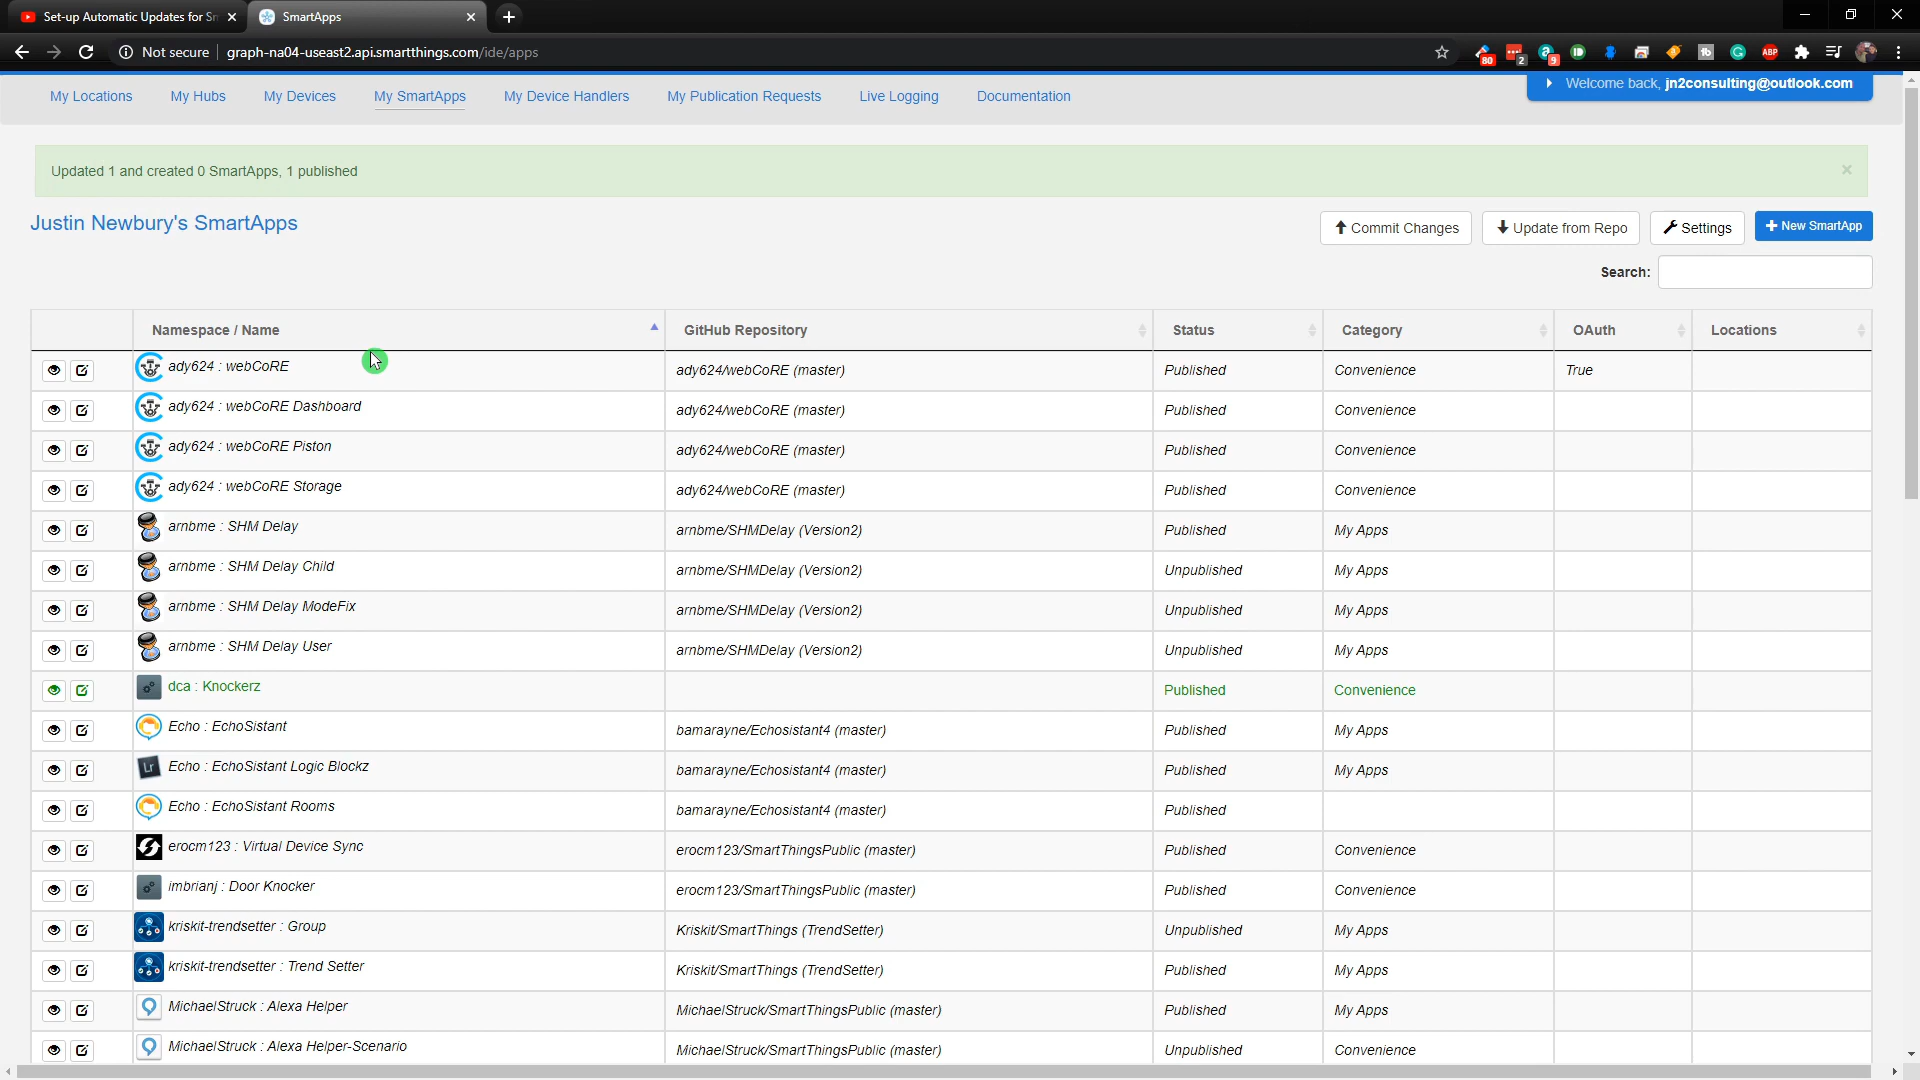 Set-up Automatic Updates for Sm
SmartApps
Not secure graph-na04-useast2.api.smartthings.com/ide/apps
80 2 9 ABP
My Locations My Hubs My Devices My SmartApps My Device Handlers My Publication Requests Live Logging Documentation
Welcome back, jn2consulting@outlook.com
Updated 1 and created 0 SmartApps, 1 published ×
Justin Newbury's SmartApps
Commit Changes Update from Repo Settings New SmartApp
Search:
Namespace / Name GitHub Repository Status Category OAuth Locations
ady624 : webCoRE ady624/webCoRE (master) Published Convenience True
ady624 : webCoRE Dashboard ady624/webCoRE (master) Published Convenience
ady624 : webCoRE Piston ady624/webCoRE (master) Published Convenience
ady624 : webCoRE Storage ady624/webCoRE (master) Published Convenience
arnbme : SHM Delay arnbme/SHMDelay (Version2) Published My Apps
arnbme : SHM Delay Child arnbme/SHMDelay (Version2) Unpublished My Apps
arnbme : SHM Delay ModeFix arnbme/SHMDelay (Version2) Unpublished My Apps
arnbme : SHM Delay User arnbme/SHMDelay (Version2) Unpublished My Apps
dca : Knockerz Published Convenience
Echo : EchoSistant bamarayne/Echosistant4 (master) Published My Apps
Lr Echo : EchoSistant Logic Blockz bamarayne/Echosistant4 (master) Published My Apps
Echo : EchoSistant Rooms bamarayne/Echosistant4 (master) Published
erocm123 : Virtual Device Sync erocm123/SmartThingsPublic (master) Published Convenience
imbrianj : Door Knocker erocm123/SmartThingsPublic (master) Published Convenience
kriskit-trendsetter : Group Kriskit/SmartThings (TrendSetter) Unpublished My Apps
kriskit-trendsetter : Trend Setter Kriskit/SmartThings (TrendSetter) Published My Apps
MichaelStruck : Alexa Helper MichaelStruck/SmartThingsPublic (master) Published My Apps
MichaelStruck : Alexa Helper-Scenario MichaelStruck/SmartThingsPublic (master) Unpublished Convenience